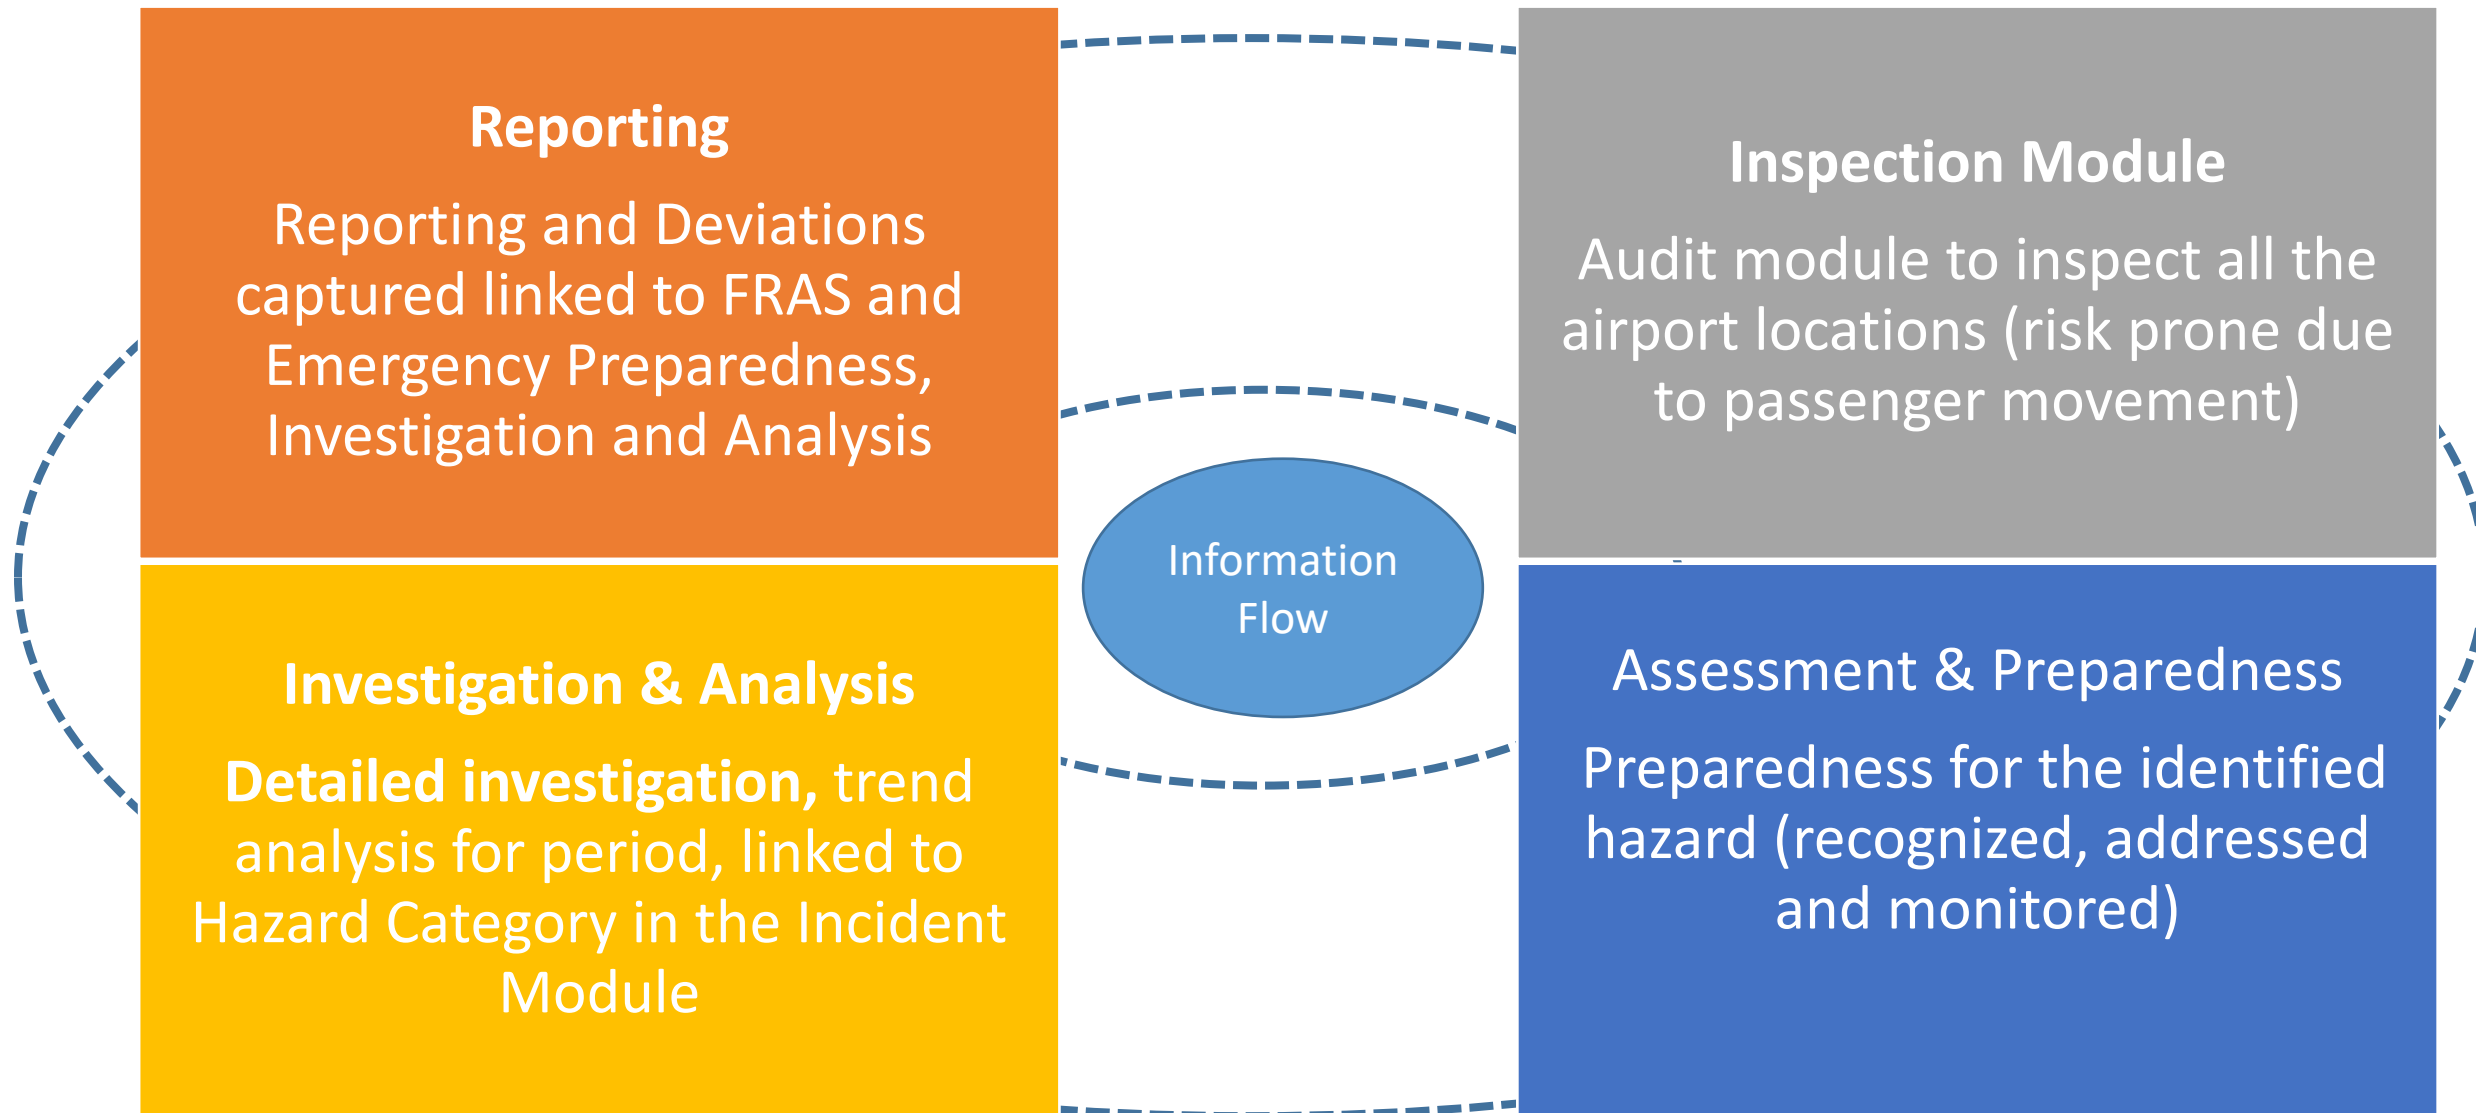 Reporting
Reporting and Deviations
captured linked to FRAS and
Emergency Preparedness,
Investigation and Analysis
Inspection Module
Audit module to inspect all the
airport locations (risk prone due
to passenger movement)
Information
Flow
Investigation & Analysis
Detailed investigation, trend
analysis for period, linked to
Hazard Category in the Incident
Module
Assessment & Preparedness
Preparedness for the identified
hazard (recognized, addressed
and monitored)